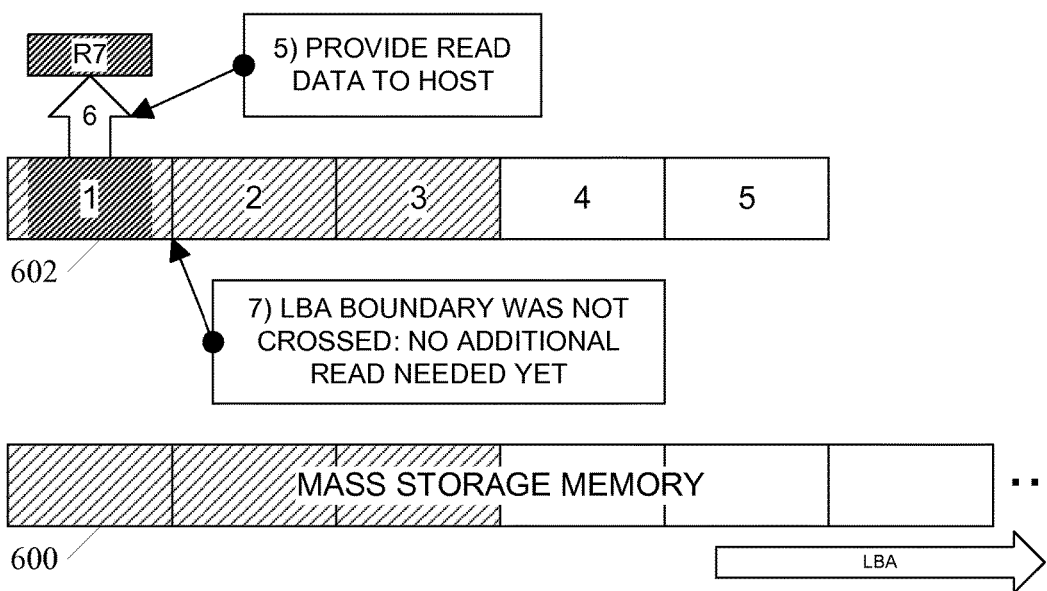 R7
5) PROVIDE READ
DATA TO HOST
6
1
2
3
4
5
602
7) LBA BOUNDARY WAS NOT
CROSSED: NO ADDITIONAL
READ NEEDED YET
MASS STORAGE MEMORY
..
600
LBA